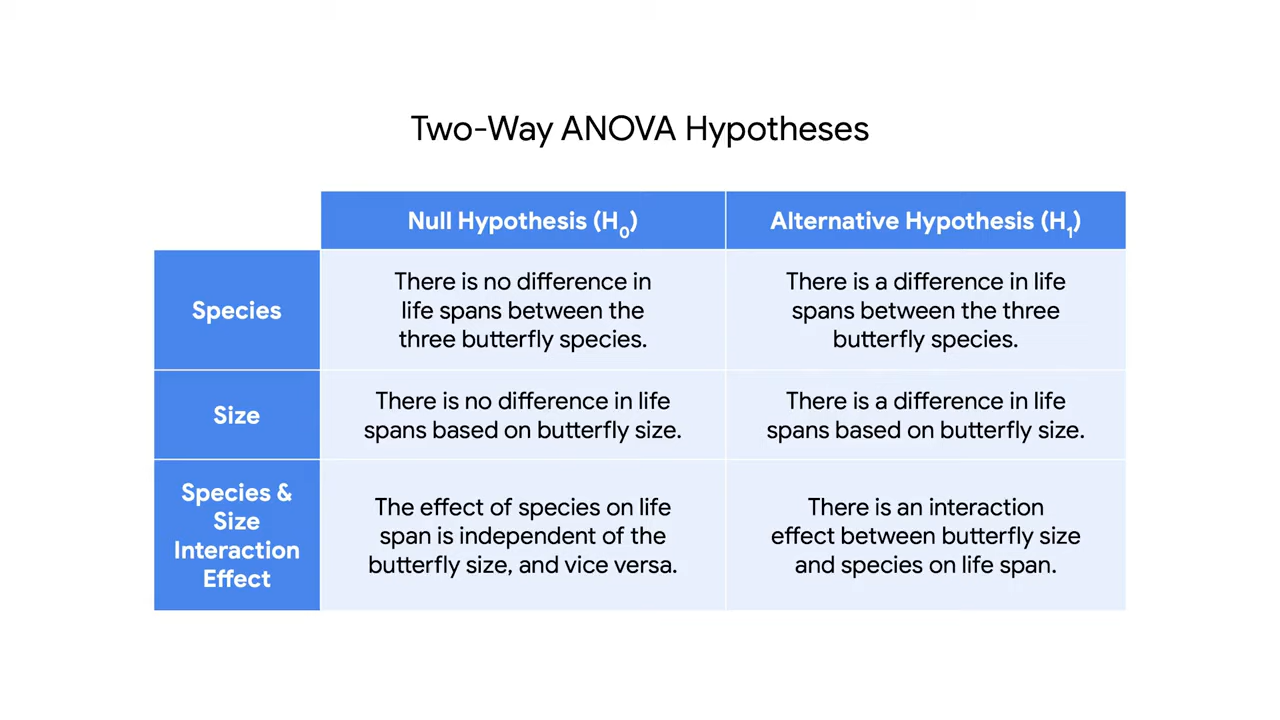 Two-Way ANOVA Hypotheses
Null Hypothesis (H₀)
Alternative Hypothesis (H₁)
Species
There is no difference in
life spans between the
three butterfly species.
There is a difference in life
spans between the three
butterfly species.
Size
There is no difference in life
spans based on butterfly size.
There is a difference in life
spans based on butterfly size.
Species &
Size
Interaction
Effect
The effect of species on life
span is independent of the
butterfly size, and vice versa.
There is an interaction
effect between butterfly size
and species on life span.